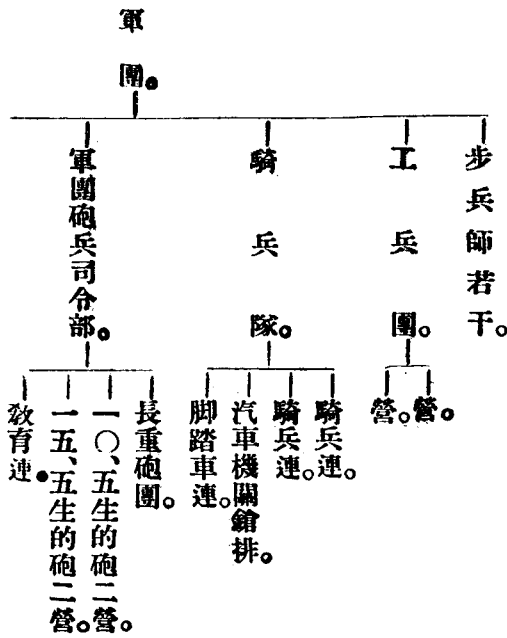 軍團。
步兵師若干。
工兵團。
營。
營。
騎兵隊。
騎兵連。
騎兵連。
汽車機關鎗排。
脚踏車連。
軍團砲兵司令部。
長重砲團。
一〇、五生的砲二營。
一五、五生的砲二營。
敎育連。